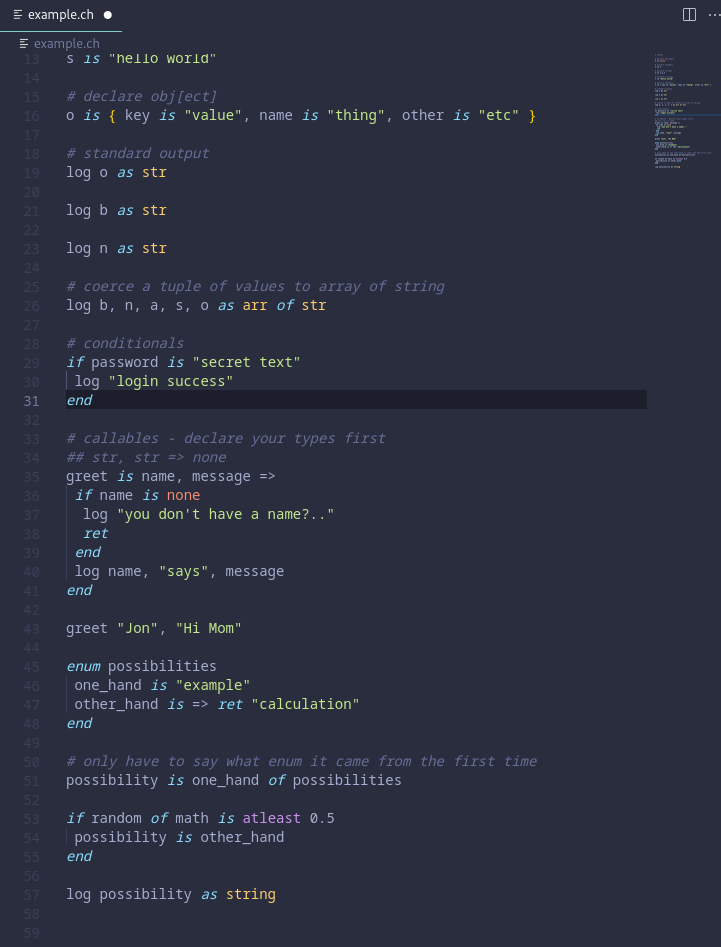 example.ch
example.ch
13 s is "hello world"
14
15 # declare obj[ect]
16 o is { key is "value", name is "thing", other is "etc" }
17
18 # standard output
19 log o as str
20
21 log b as str
22
23 log n as str
24
25 # coerce a tuple of values to array of string
26 log b, n, a, s, o as arr of str
27
28 # conditionals
29 if password is "secret text"
30  log "login success"
31 end
32
33 # callables - declare your types first
34 ## str, str => none
35 greet is name, message =>
36  if name is none
37   log "you don't have a name?.."
38   ret
39  end
40  log name, "says", message
41 end
42
43 greet "Jon", "Hi Mom"
44
45 enum possibilities
46  one_hand is "example"
47  other_hand is => ret "calculation"
48 end
49
50 # only have to say what enum it came from the first time
51 possibility is one_hand of possibilities
52
53 if random of math is atleast 0.5
54  possibility is other_hand
55 end
56
57 log possibility as string
58
59